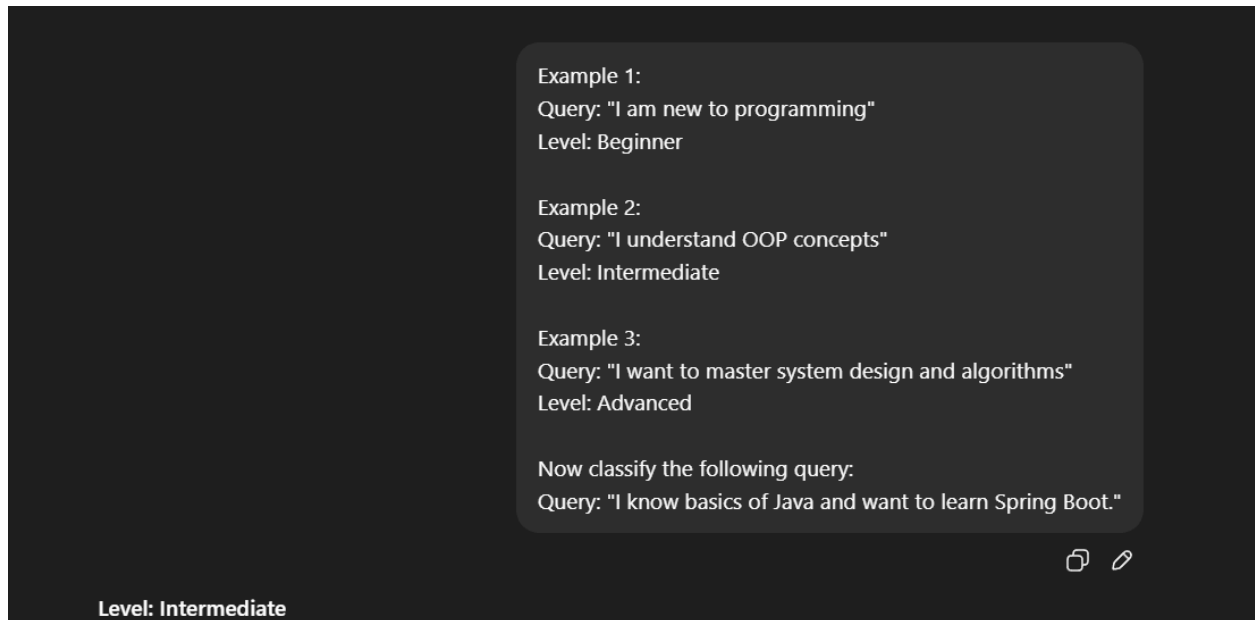 Example 1:
Query: "I am new to programming"
Level: Beginner
Example 2:
Query: "I understand OOP concepts"
Level: Intermediate
Example 3:
Query: "I want to master system design and algorithms"
Level: Advanced
Now classify the following query:
Query: "I know basics of Java and want to learn Spring Boot."
Level: Intermediate